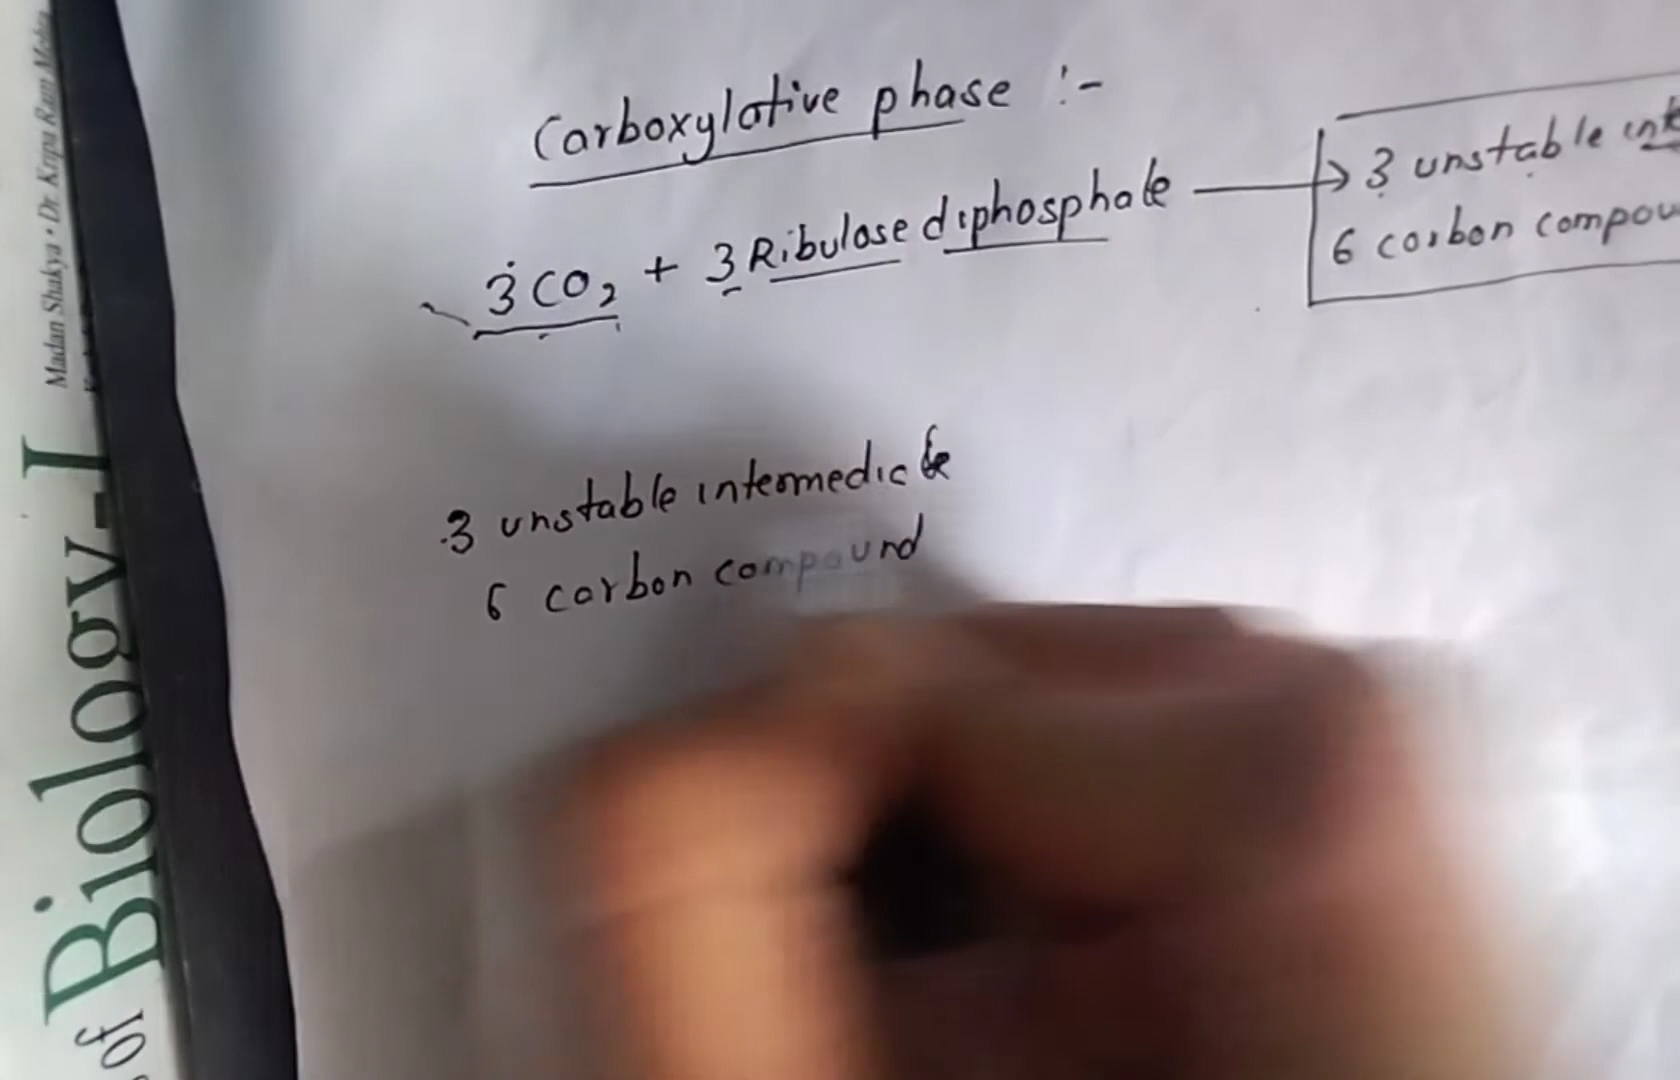 Carboxylative phase :-
3CO2 + 3 Ribulose diphosphate → 3 unstable int
6 carbon compou
3 unstable intermediate
6 carbon compound
Madan Shakya • Dr. Kripa Ram
of Biology-I